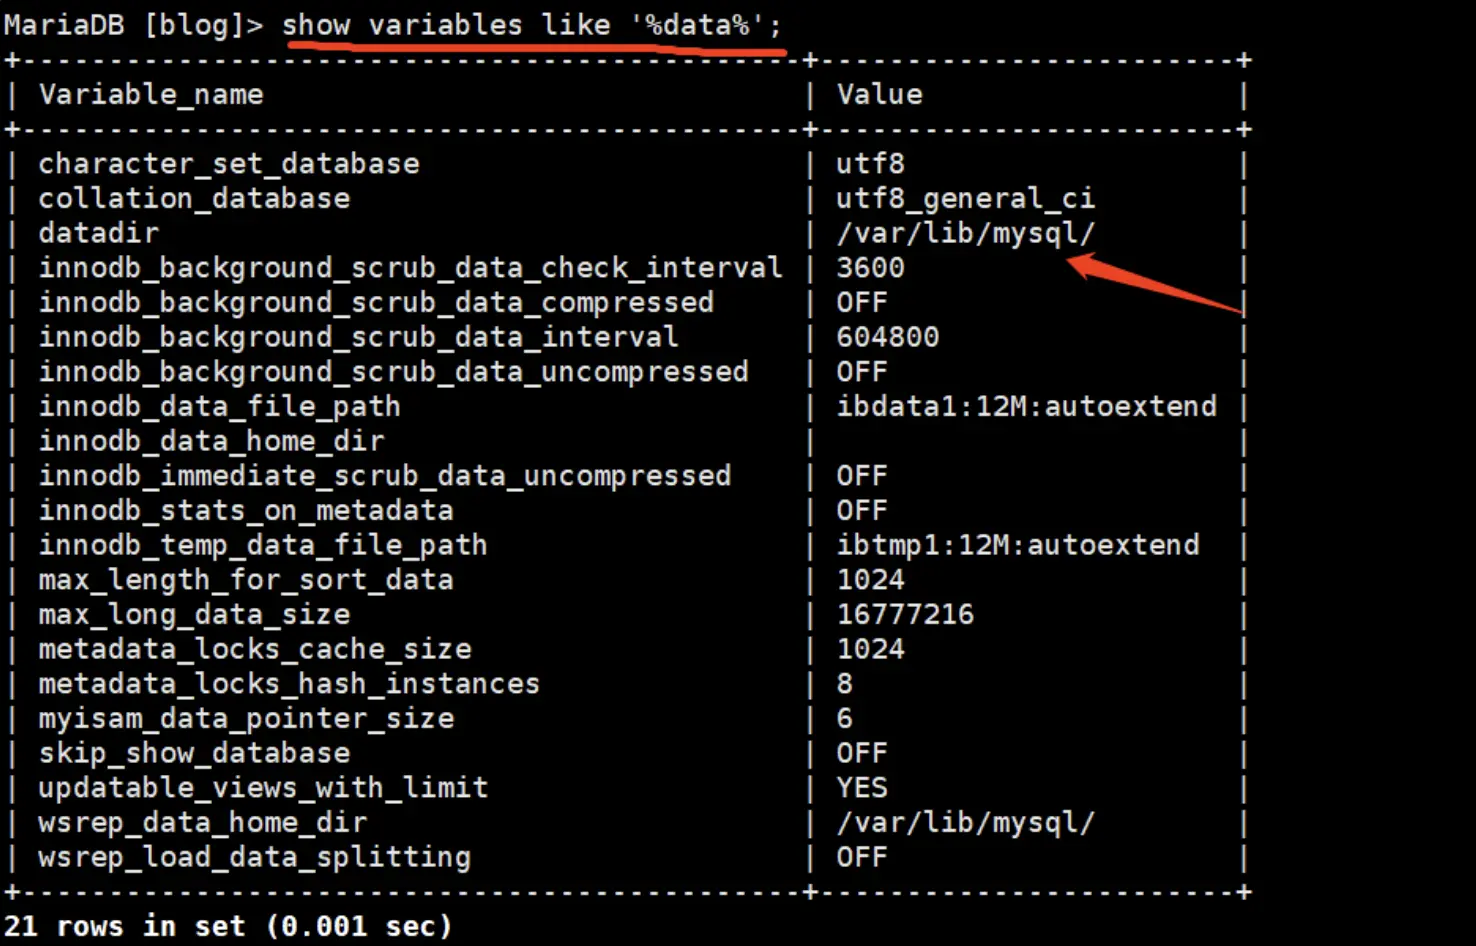 MariaDB [blog]> show variables like '%data%';
+--------------------------------------------+------------------------+
| Variable_name | Value |
+--------------------------------------------+------------------------+
| character_set_database | utf8 |
| collation_database | utf8_general_ci |
| datadir | /var/lib/mysql/ |
| innodb_background_scrub_data_check_interval | 3600 |
| innodb_background_scrub_data_compressed | OFF |
| innodb_background_scrub_data_interval | 604800 |
| innodb_background_scrub_data_uncompressed | OFF |
| innodb_data_file_path | ibdata1:12M:autoextend |
| innodb_data_home_dir | |
| innodb_immediate_scrub_data_uncompressed | OFF |
| innodb_stats_on_metadata | OFF |
| innodb_temp_data_file_path | ibtmp1:12M:autoextend |
| max_length_for_sort_data | 1024 |
| max_long_data_size | 16777216 |
| metadata_locks_cache_size | 1024 |
| metadata_locks_hash_instances | 8 |
| myisam_data_pointer_size | 6 |
| skip_show_database | OFF |
| updatable_views_with_limit | YES |
| wsrep_data_home_dir | /var/lib/mysql/ |
| wsrep_load_data_splitting | OFF |
+--------------------------------------------+------------------------+
21 rows in set (0.001 sec)